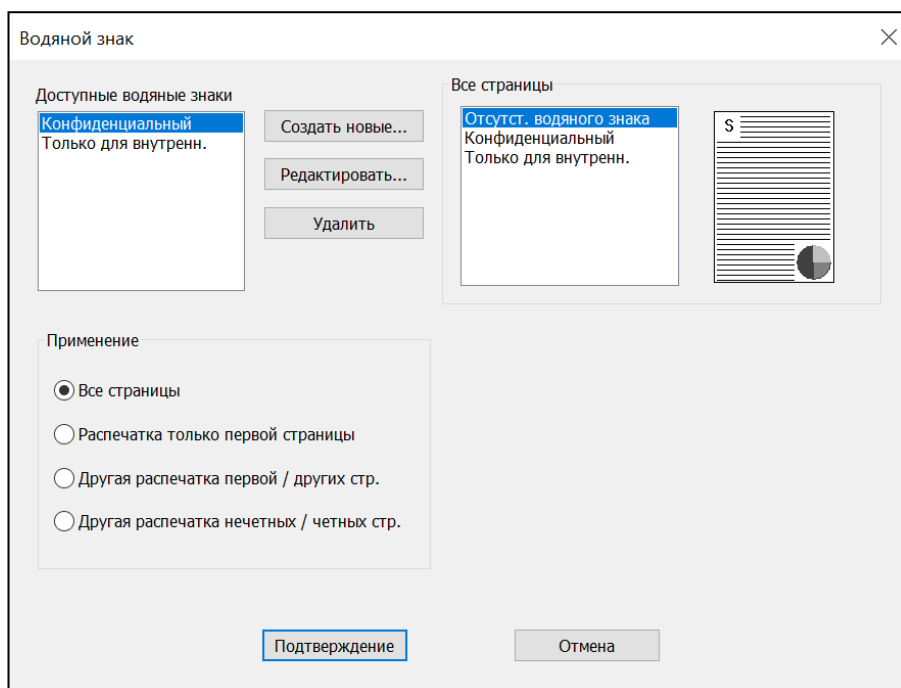 Водяной знак
Доступные водяные знаки
Конфиденциальный
Только для внутренн.
Создать новые...
Редактировать...
Удалить
Все страницы
Отсутст. водяного знака
Конфиденциальный
Только для внутренн.
S
Применение
Все страницы
Распечатка только первой страницы
Другая распечатка первой / других стр.
Другая распечатка нечетных / четных стр.
Подтверждение
Отмена